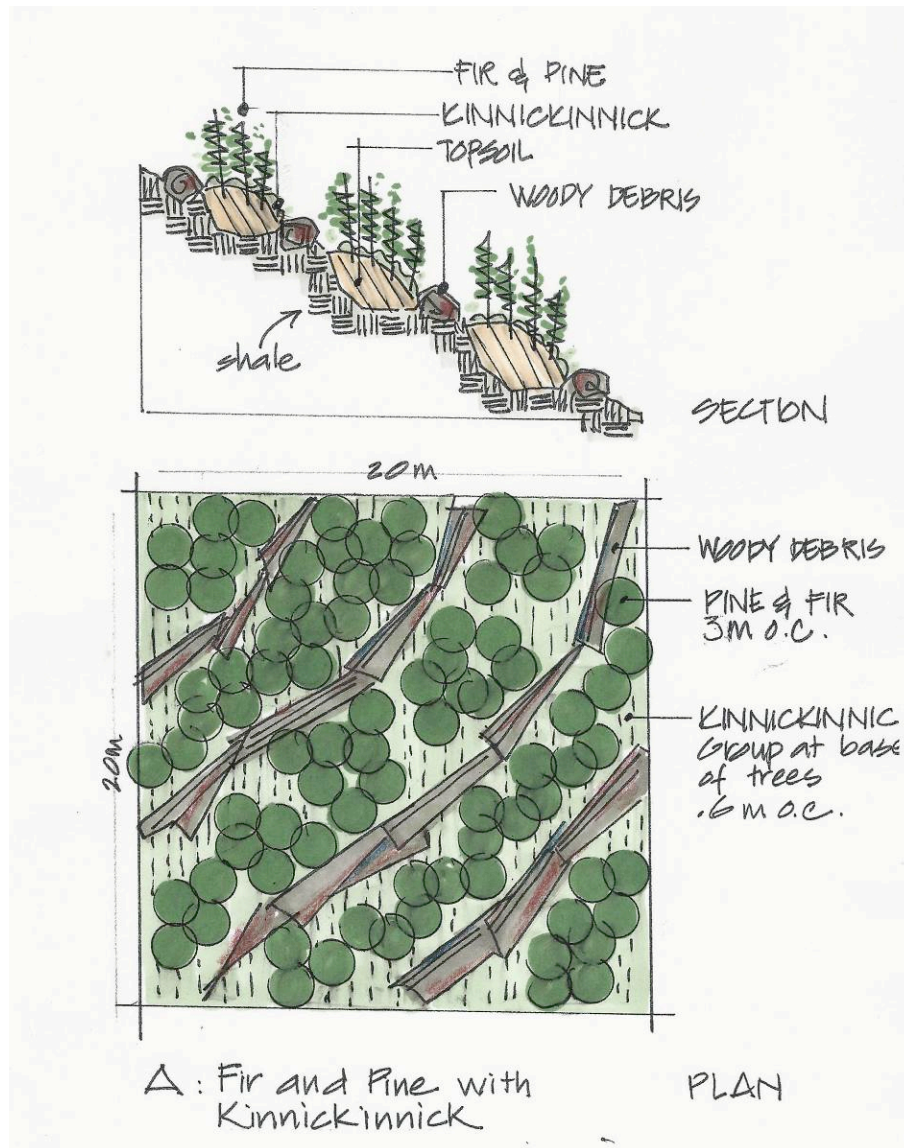 FIR & PINE
KINNICKINNICK
TOPSOIL
WOODY DEBRIS
shale
SECTION
20m
20m
WOODY DEBRIS
PINE & FIR
3M O.C.
KINNICKINNIC
Group at base
of trees
.6 m o.c.
A: Fir and Pine with
Kinnickinnick
PLAN